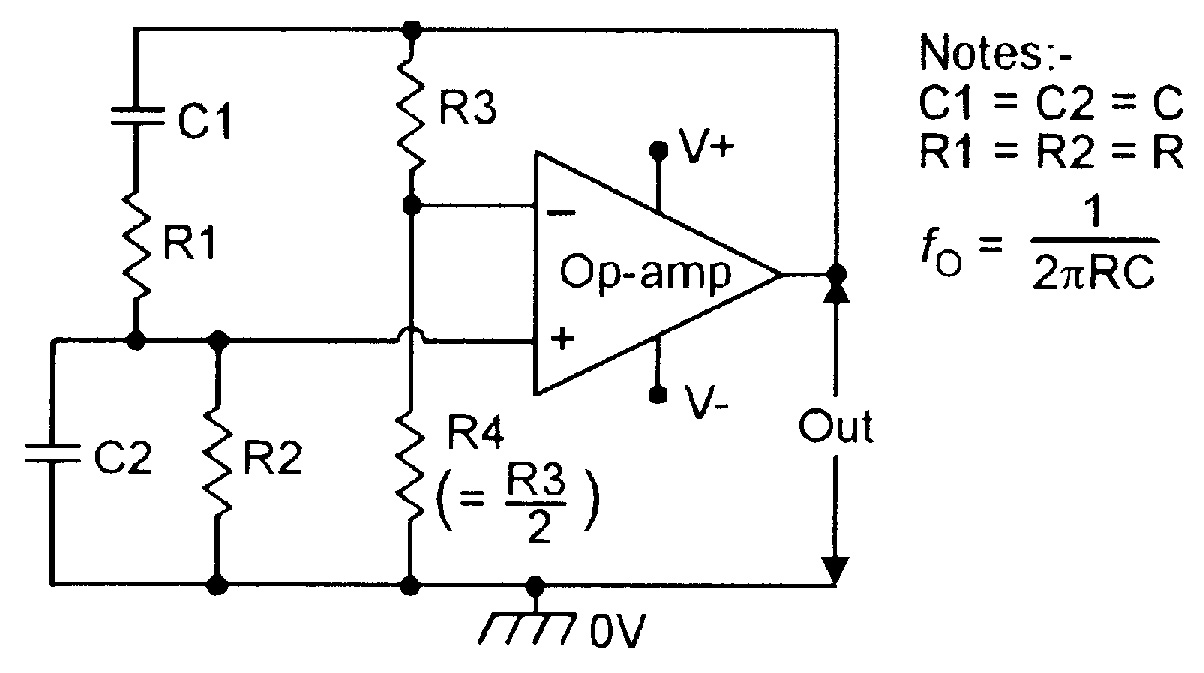 Notes:-
C1 = C2 = C
R1 = R2 = R
fO = 1 / 2πRC
C1
R3
V+
R1
−
Op-amp
+
V-
C2
R2
R4
(= R3 / 2 )
Out
0V